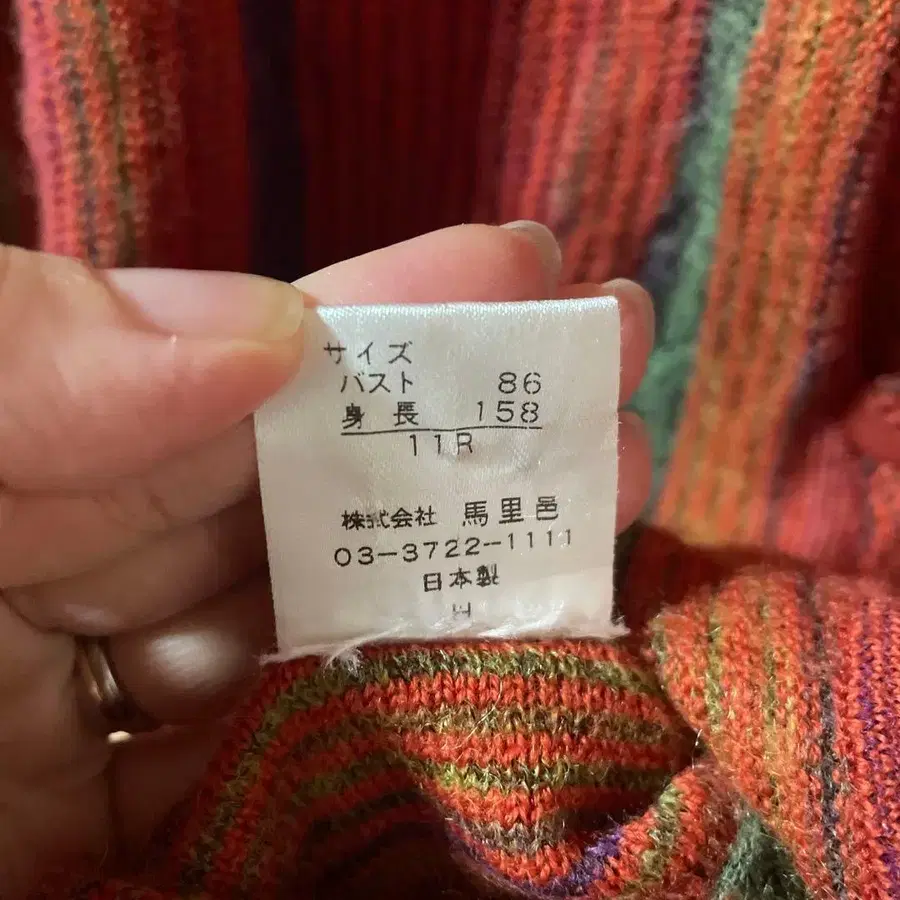 サイズ
バスト 86
身長 158
11R
株式会社 馬里邑
03-3722-1111
日本製